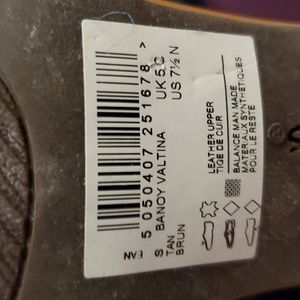 EAN
5 050407 251678 >
S BANOY VALTINA UK 5,C
TAN US 7½ N
BRUN
LEATHER UPPER
TIGE DE CUIR
BALANCE MAN MADE
MATERIAUX SYNTHETIQUES
POUR LE RESTE